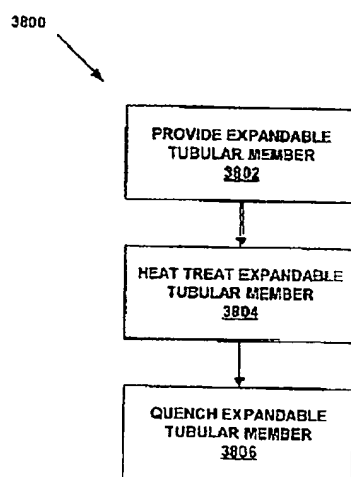 3800
PROVIDE EXPANDABLE
TUBULAR MEMBER
3802
HEAT TREAT EXPANDABLE
TUBULAR MEMBER
3804
QUENCH EXPANDABLE
TUBULAR MEMBER
3806